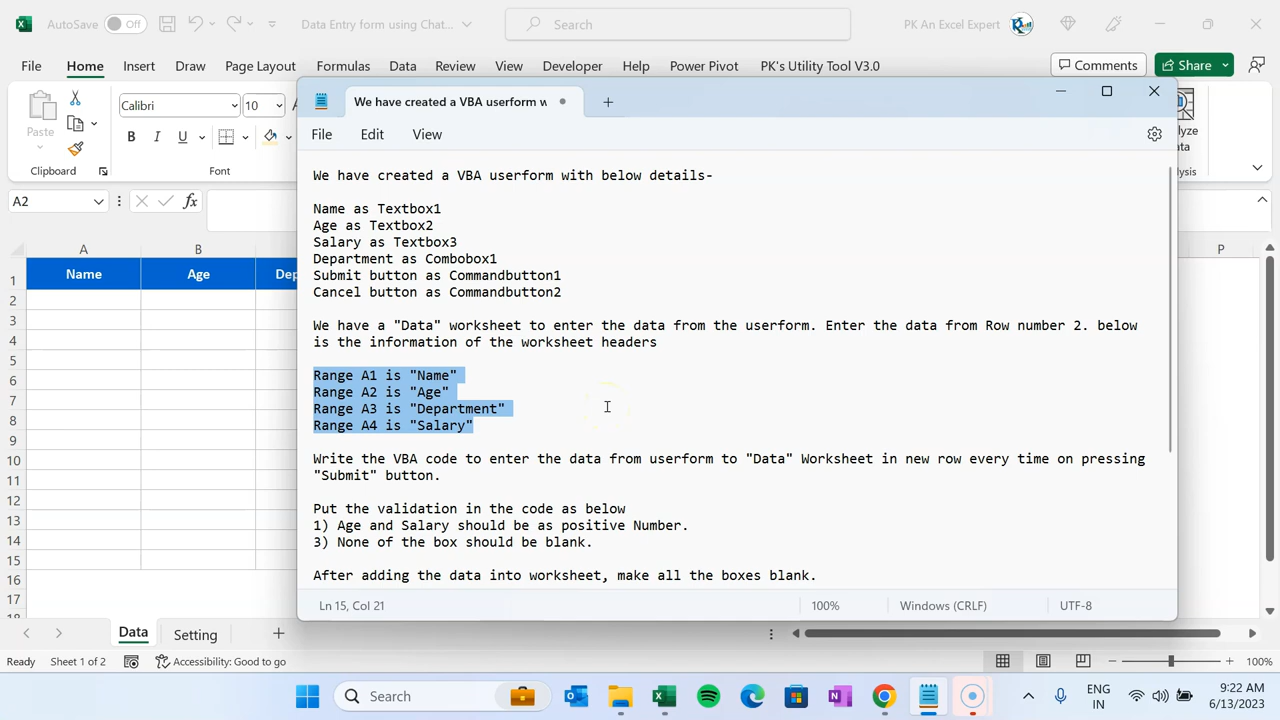 AutoSave Off Data Entry form using Chat... Search PK An Excel Expert
File Home Insert Draw Page Layout Formulas Data Review View Developer Help Power Pivot PK's Utility Tool V3.0 Comments Share
Paste
Calibri 10
B I U
Clipboard Font
A2 fx
A B P
Name Age
1
2
3
4
5
6
7
8
9
10
11
12
13
14
15
16
17
We have created a VBA userform w
File Edit View
We have created a VBA userform with below details-
Name as Textbox1
Age as Textbox2
Salary as Textbox3
Department as Combobox1
Submit button as Commandbutton1
Cancel button as Commandbutton2
We have a "Data" worksheet to enter the data from the userform. Enter the data from Row number 2. below
is the information of the worksheet headers
Range A1 is "Name"
Range A2 is "Age"
Range A3 is "Department"
Range A4 is "Salary"
Write the VBA code to enter the data from userform to "Data" Worksheet in new row every time on pressing
"Submit" button.
Put the validation in the code as below
1) Age and Salary should be as positive Number.
3) None of the box should be blank.
After adding the data into worksheet, make all the boxes blank.
Ln 15, Col 21 100% Windows (CRLF) UTF-8
Data Setting
Ready Sheet 1 of 2 Accessibility: Good to go 100%
Search ENG
IN
9:22 AM
6/13/2023